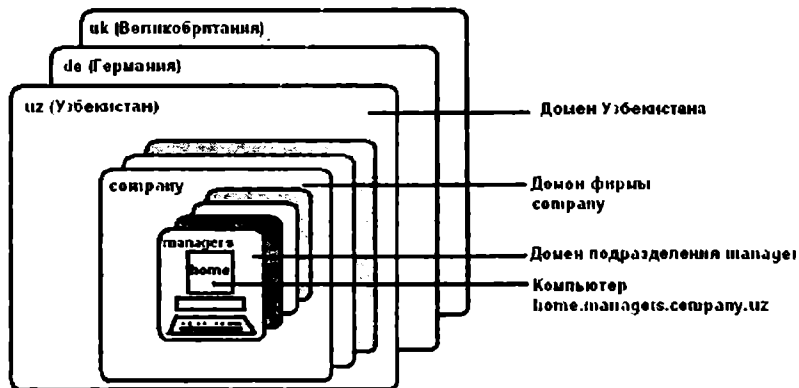 uk (Великобритания)
de (Германия)
uz (Узбекистан)
Домен Узбекистана
company
Домен фирмы
company
managers
Домен подразделения manager
home
Компьютер
home.managers.company.uz